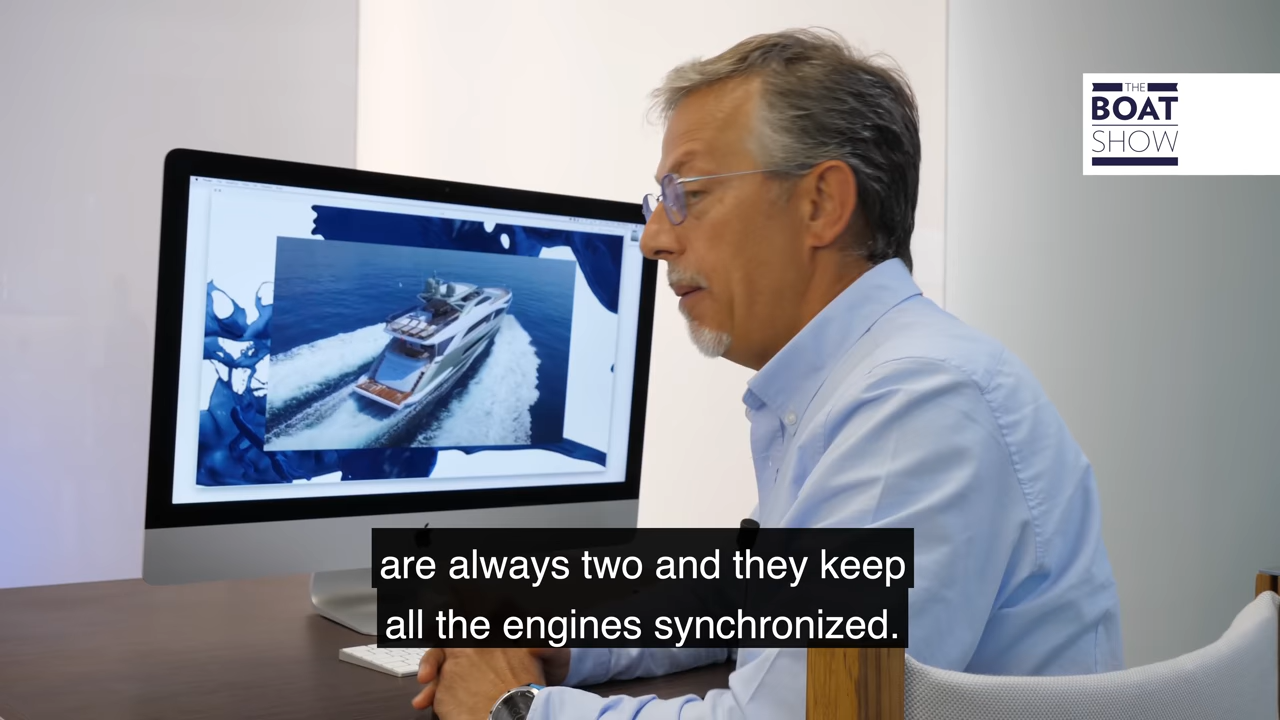 THE
BOAT
SHOW
are always two and they keep
all the engines synchronized.